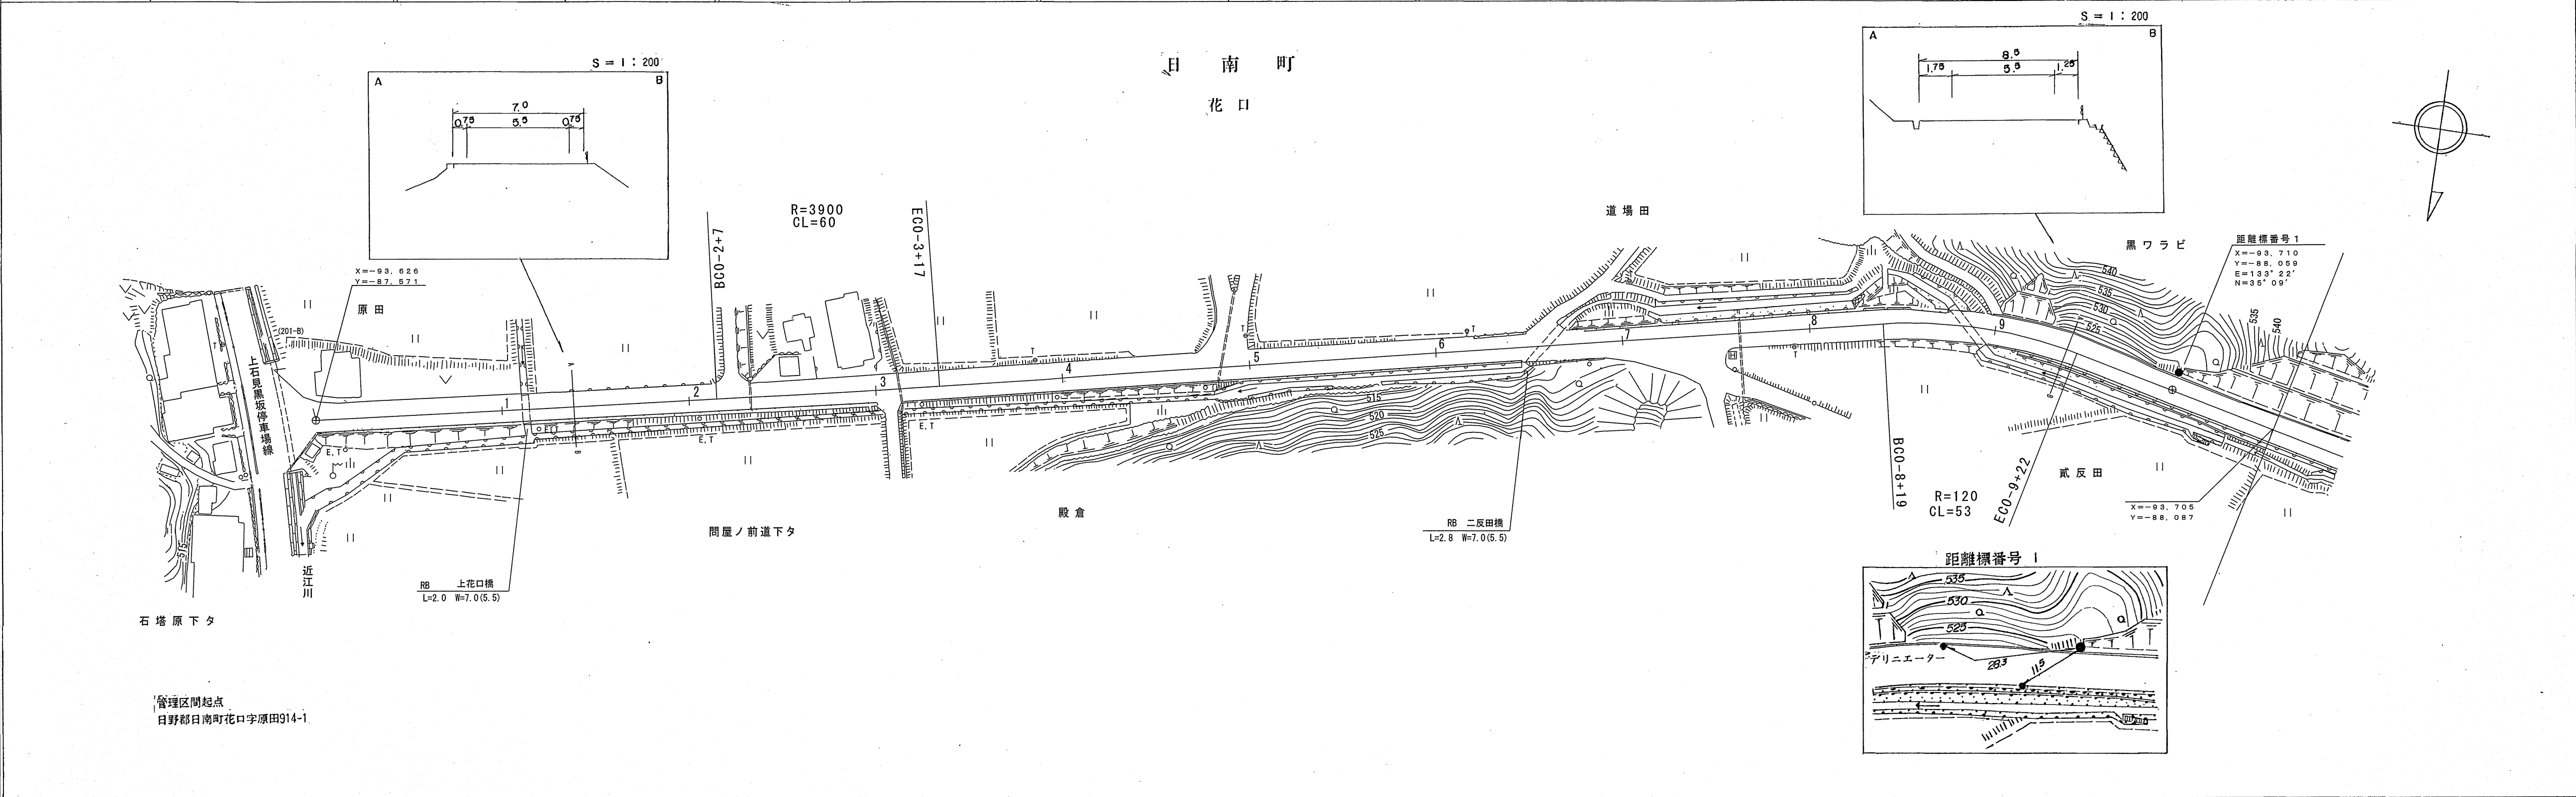 日南町
花口
S=1:200
A
B
7.0
0.75
5.5
0.75
S=1:200
A
B
8.5
1.75
5.5
1.25
R=3900
CL=60
BC0-2+7
EC0-3+17
道場田
黒ワラビ
距離標番号1
X=-93,710
Y=-88,059
E=133°22′
N=35°09′
X=-93,626
Y=-87,571
原田
(201-B)
上石見黒坂停車場線
540
535
530
525
535
540
1
2
3
4
5
6
7
8
9
T
T
T
T
T
T
T
A
B
A
B
E,T
E,T
E,T
H
515
520
525
515
BC0-8+19
EC0-9+22
R=120
CL=53
貳反田
X=-93,705
Y=-88,087
殿倉
問屋ノ前道下タ
RB 二反田橋
L=2.8 W=7.0(5.5)
RB 上花口橋
L=2.0 W=7.0(5.5)
近江川
石塔原下タ
管理区間起点
日野郡日南町花口字原田914-1
距離標番号 1
535
530
525
デリニエーター
28.3
11.5